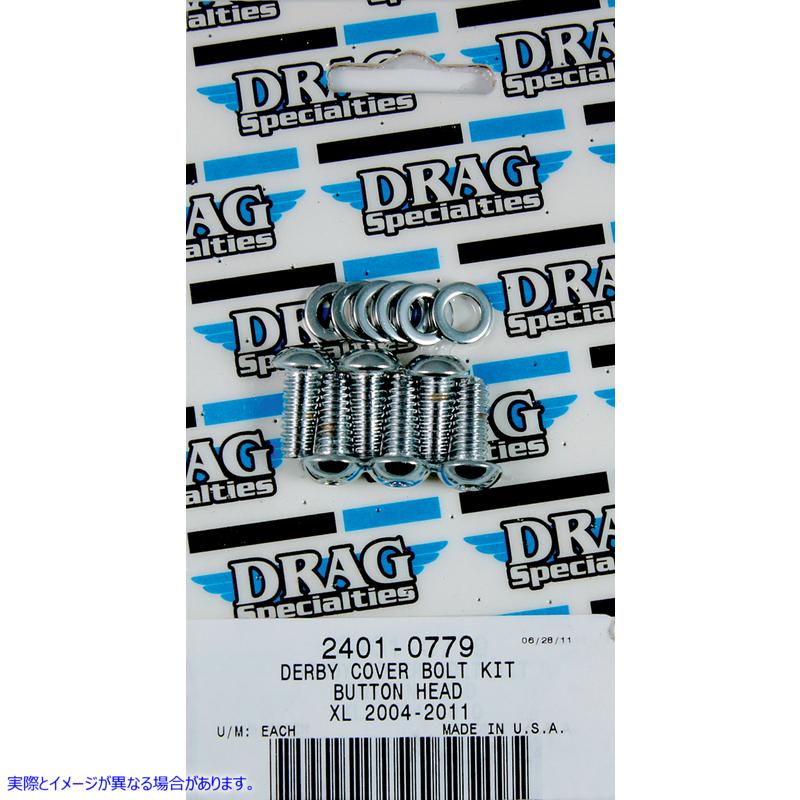 DRAG
Specialties
DRAG
Specialties
DRAG
Specialties
DRAG
Specialties
DRAG
Specialties
DRAG
Specialties
DRAG
Specialties
DRAG
Specialties
2401-0779
06/28/11
DERBY COVER BOLT KIT
BUTTON HEAD
XL 2004-2011
U/M: EACH
MADE IN U.S.A.
実際とイメージが異なる場合があります。